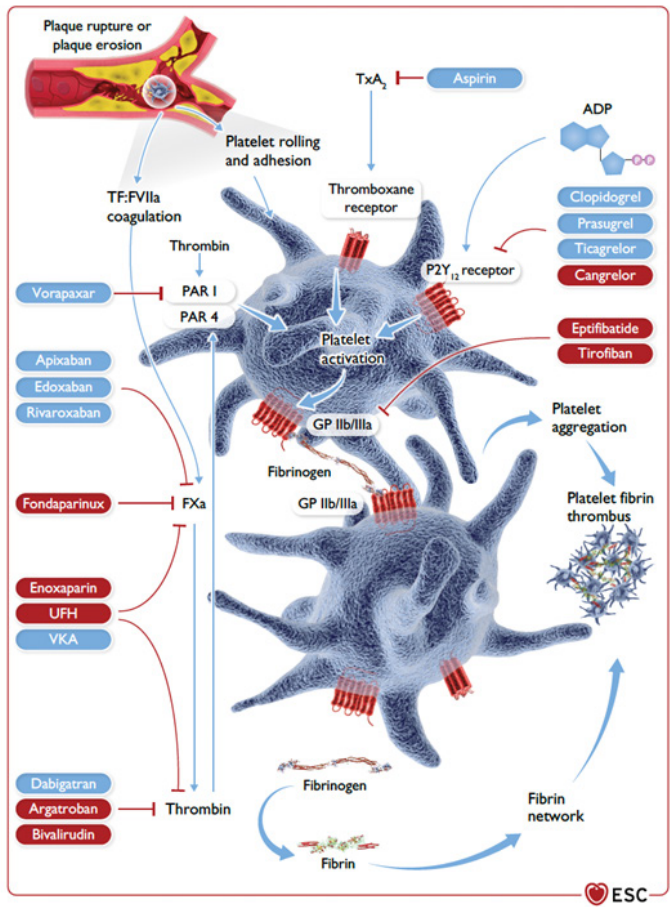 Plaque rupture or
plaque erosion
TxA2
Aspirin
ADP
P
P
Platelet rolling
and adhesion
TF:FVIIa
coagulation
Thromboxane
receptor
Clopidogrel
Prasugrel
Ticagrelor
Cangrelor
Thrombin
P2Y12 receptor
Vorapaxar
PAR 1
PAR 4
Platelet
activation
Eptifibatide
Tirofiban
Apixaban
Edoxaban
Rivaroxaban
GP IIb/IIIa
Platelet
aggregation
Fibrinogen
Fondaparinux
FXa
GP IIb/IIIa
Platelet fibrin
thrombus
Enoxaparin
UFH
VKA
Dabigatran
Argatroban
Bivalirudin
Thrombin
Fibrinogen
Fibrin
Fibrin
network
ESC